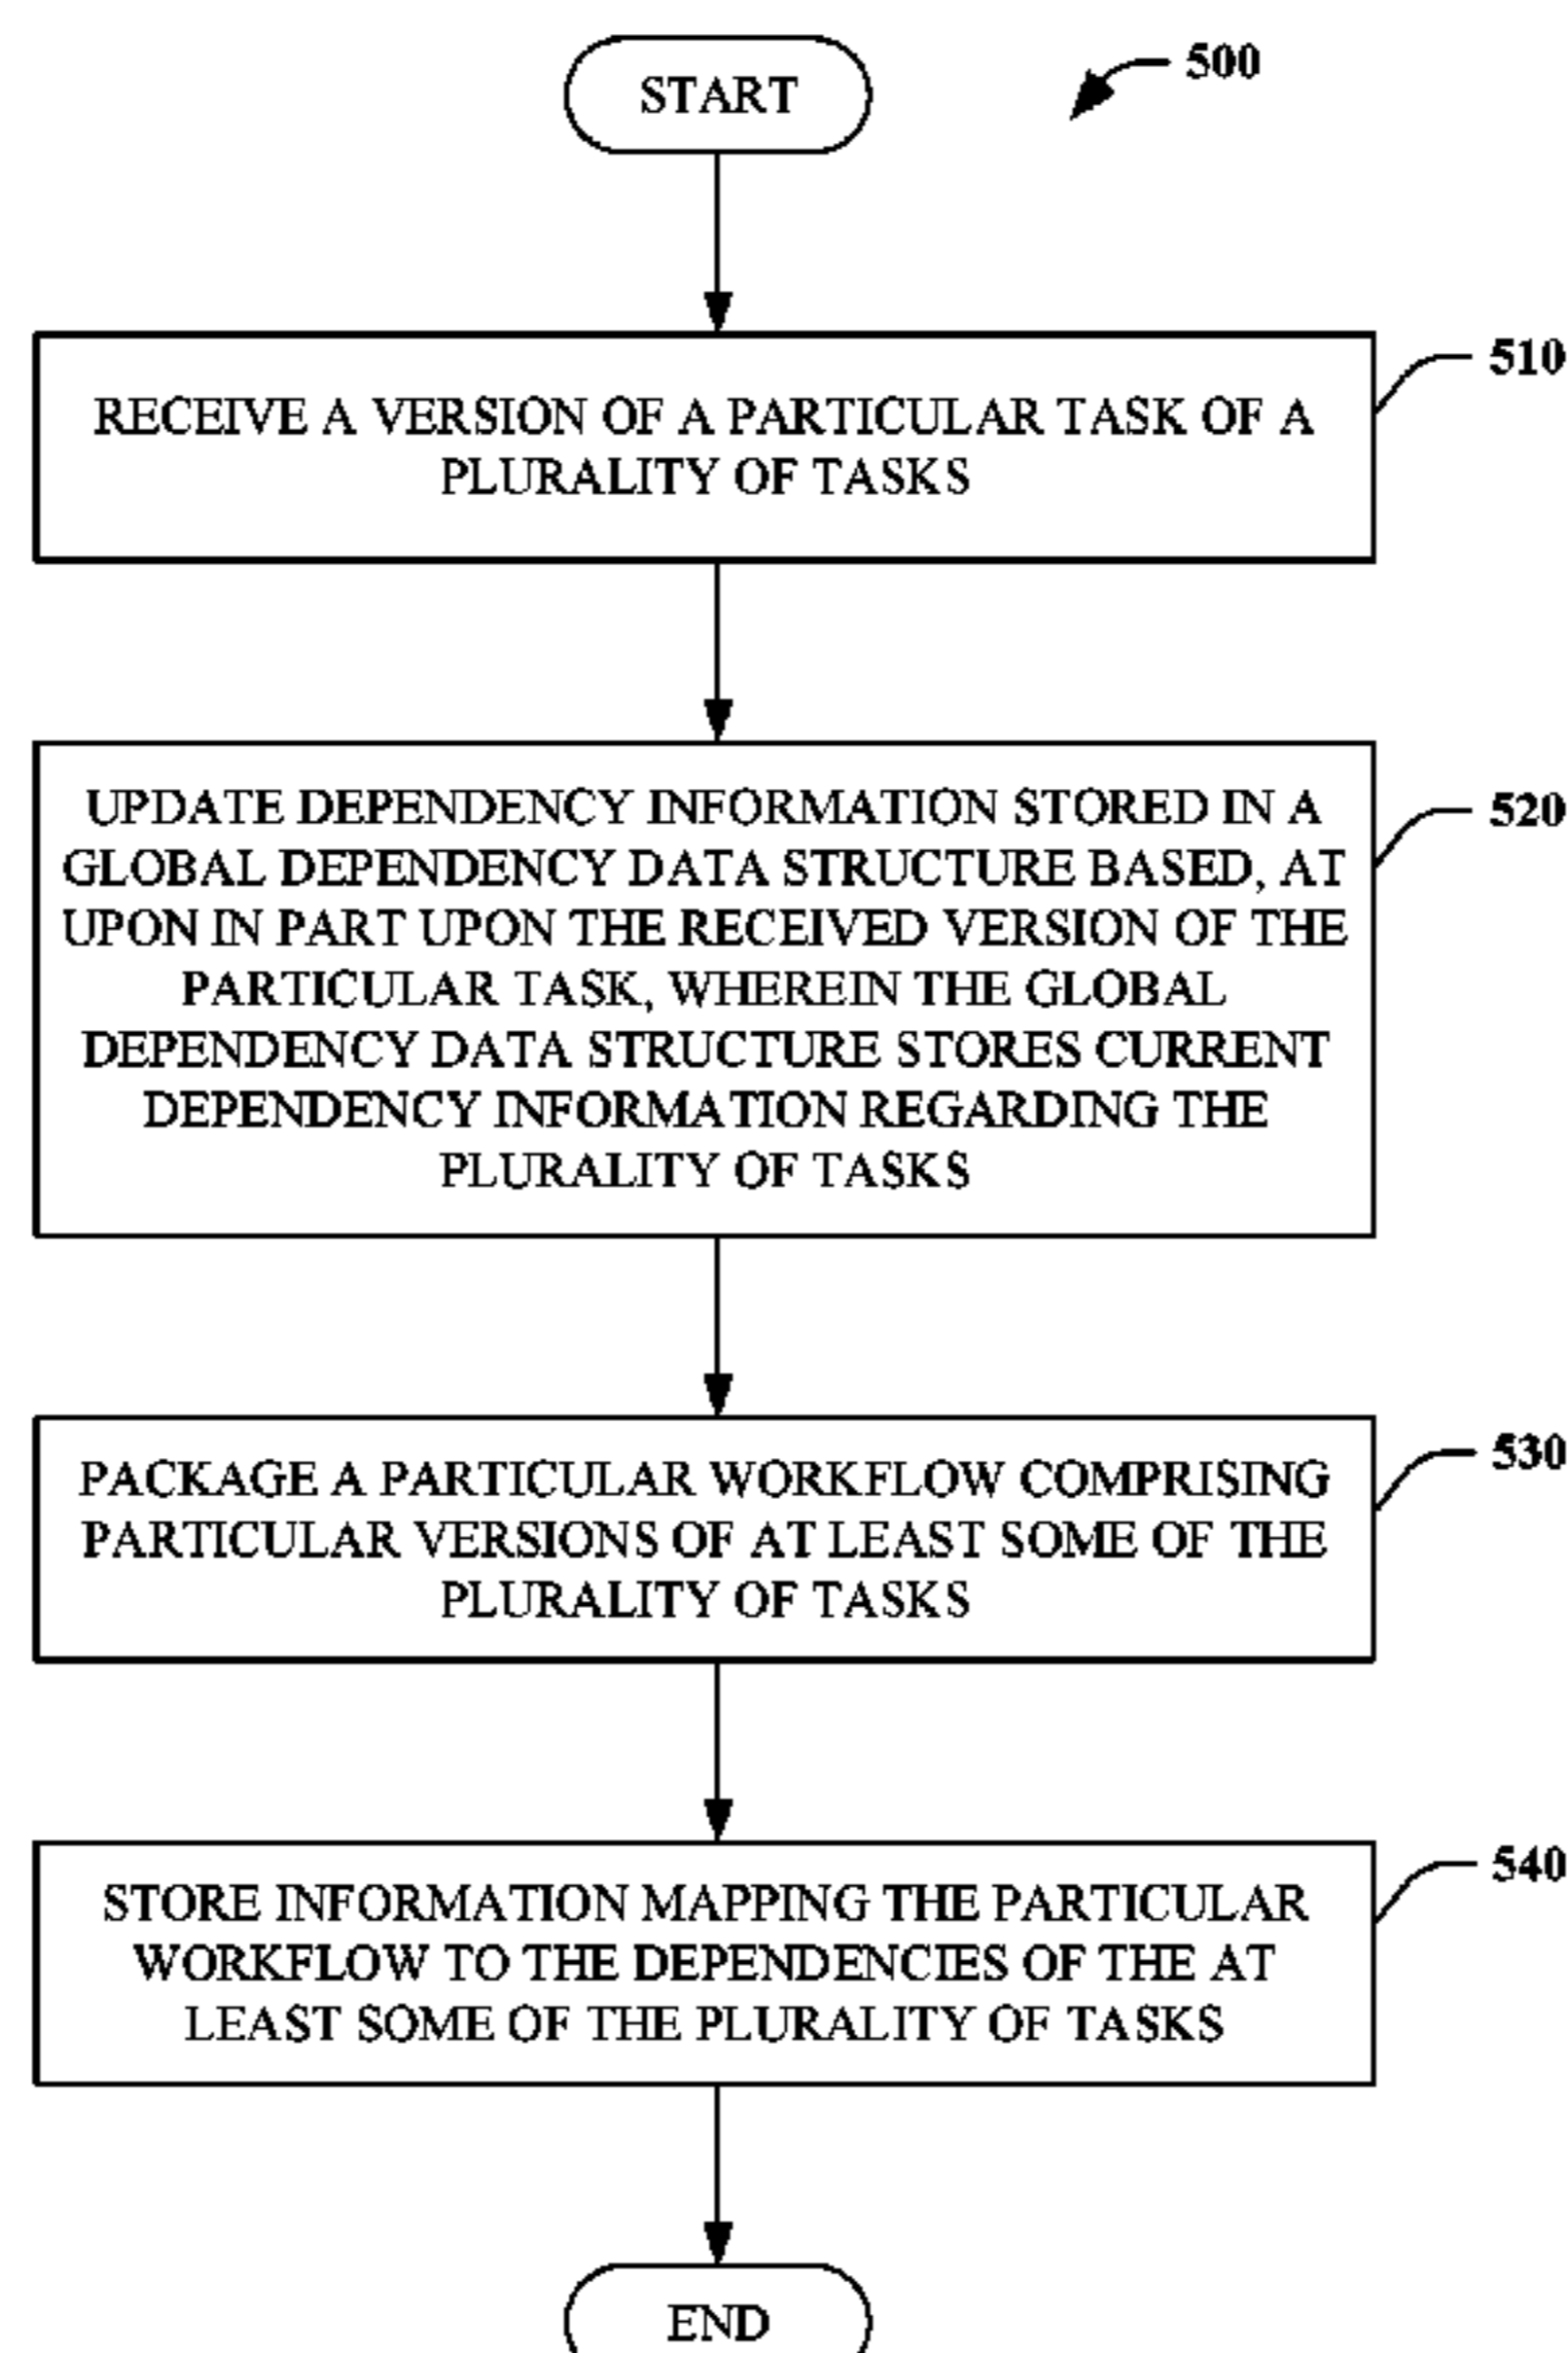 START
500
510
RECEIVE A VERSION OF A PARTICULAR TASK OF A
PLURALITY OF TASKS
520
UPDATE DEPENDENCY INFORMATION STORED IN A
GLOBAL DEPENDENCY DATA STRUCTURE BASED, AT
UPON IN PART UPON THE RECEIVED VERSION OF THE
PARTICULAR TASK, WHEREIN THE GLOBAL
DEPENDENCY DATA STRUCTURE STORES CURRENT
DEPENDENCY INFORMATION REGARDING THE
PLURALITY OF TASKS
530
PACKAGE A PARTICULAR WORKFLOW COMPRISING
PARTICULAR VERSIONS OF AT LEAST SOME OF THE
PLURALITY OF TASKS
540
STORE INFORMATION MAPPING THE PARTICULAR
WORKFLOW TO THE DEPENDENCIES OF THE AT
LEAST SOME OF THE PLURALITY OF TASKS
END